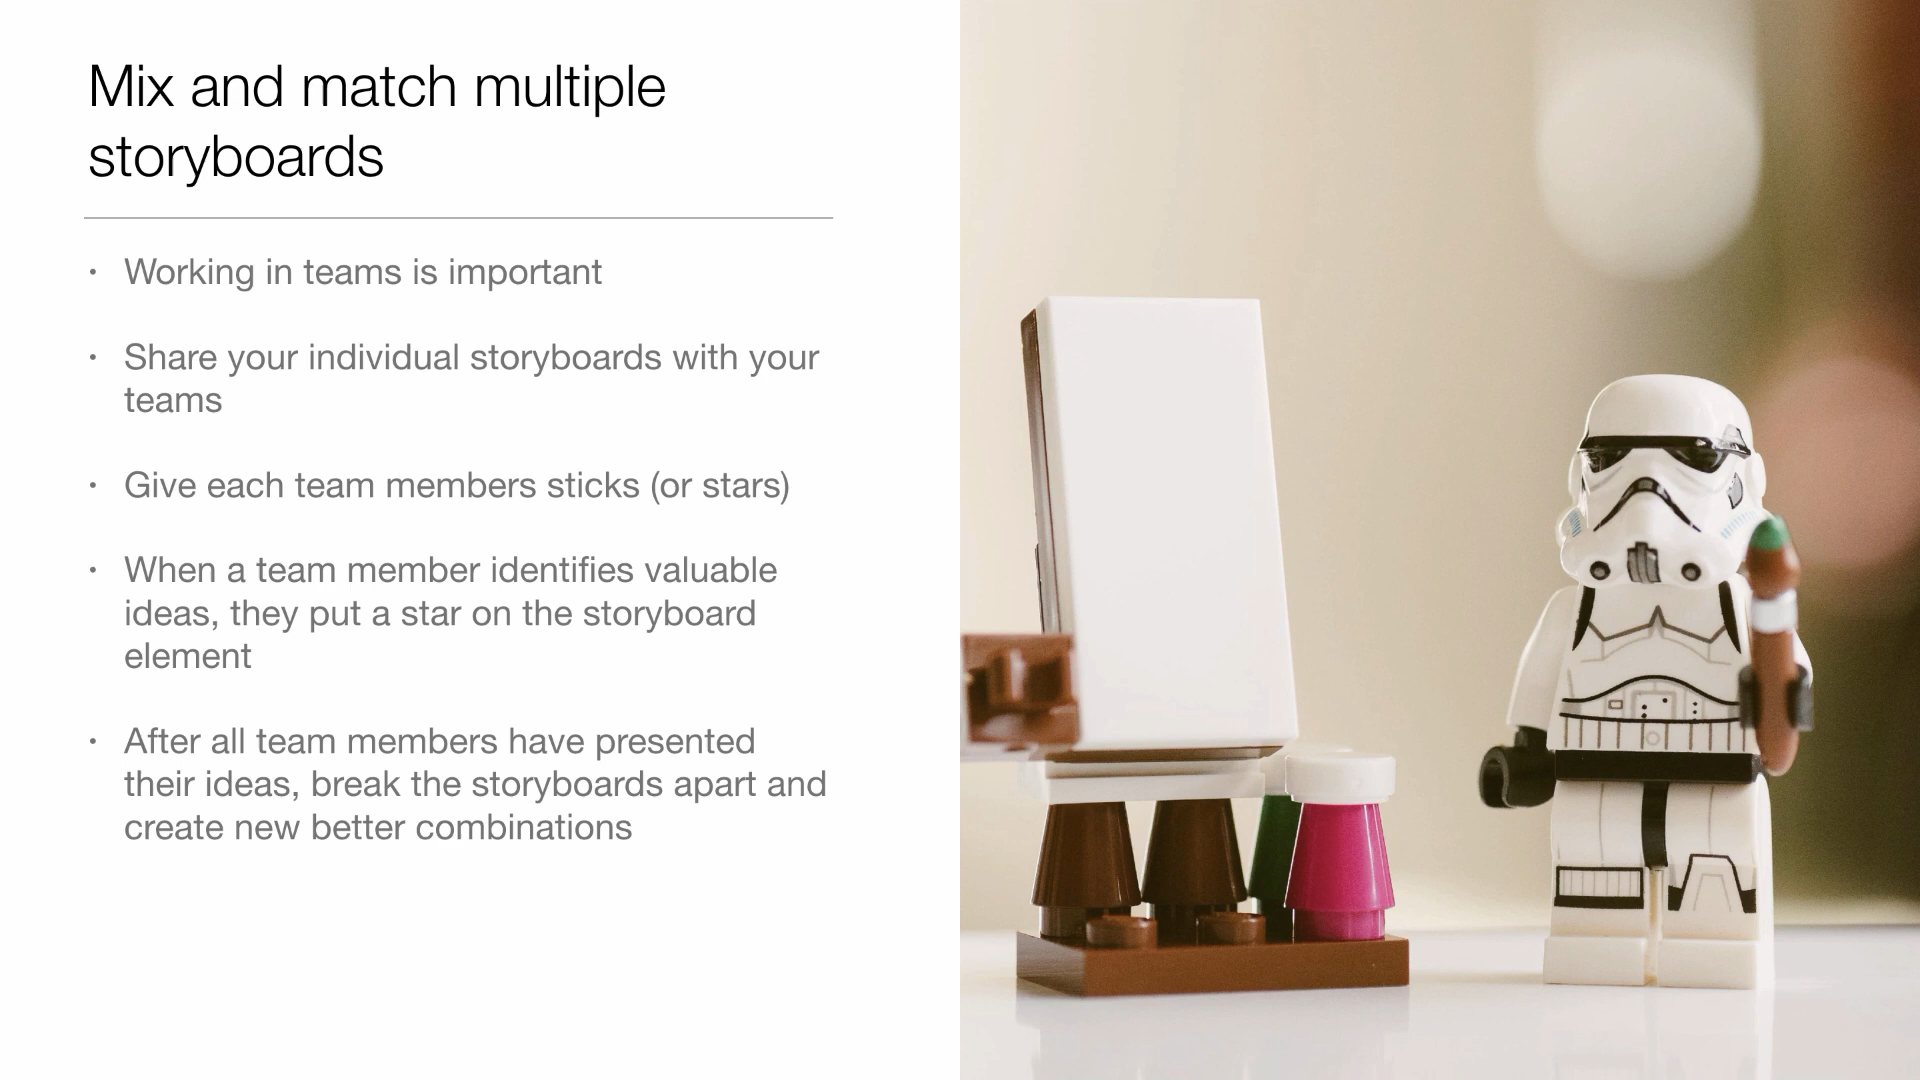 Mix and match multiple
storyboards
• Working in teams is important
• Share your individual storyboards with your
teams
• Give each team members sticks (or stars)
• When a team member identifies valuable
ideas, they put a star on the storyboard
element
• After all team members have presented
their ideas, break the storyboards apart and
create new better combinations